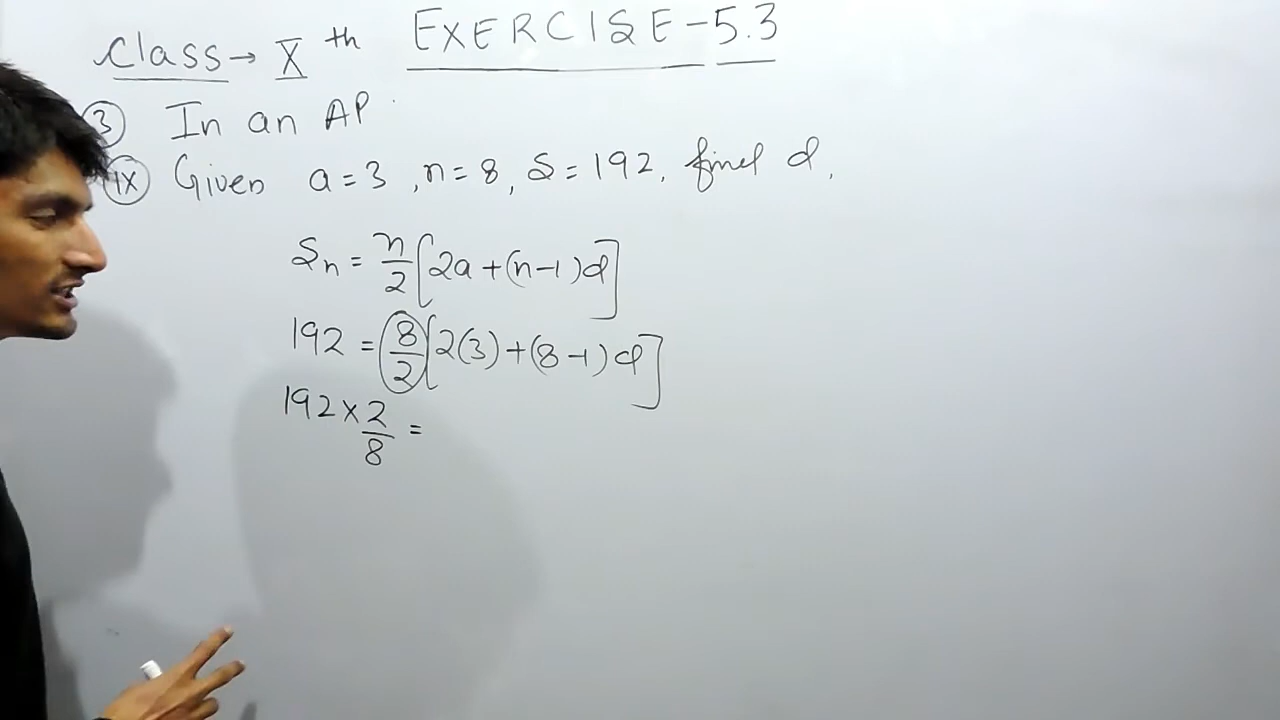 Class → Xth EXERCISE-5.3
3 In an AP
ix Given a=3, n=8, S=192, find d.
Sn = n/2 [2a+(n-1)d]
192 = 8/2 [2(3)+(8-1)d]
192 × 2/8 =